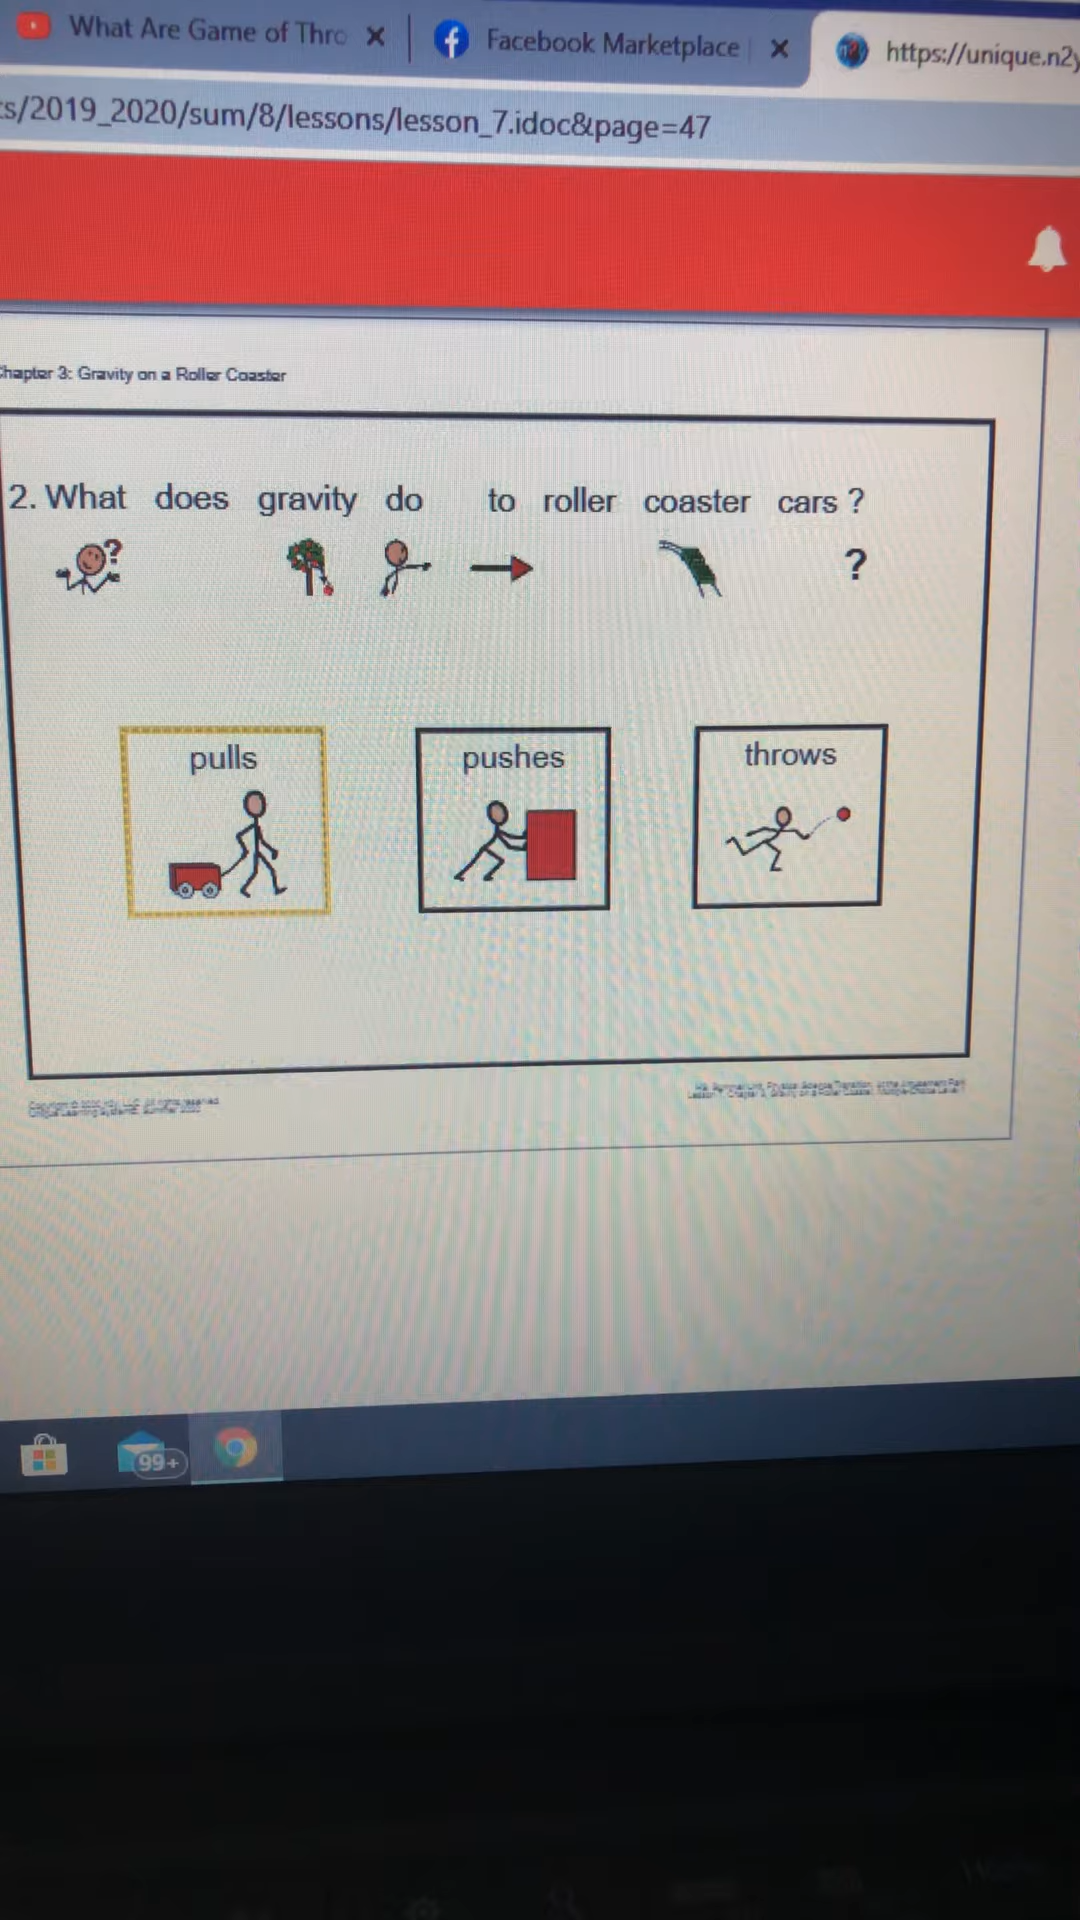 What Are Game of Thro
Facebook Marketplace
https://unique.n2y
s/2019_2020/sum/8/lessons/lesson_7.idoc&page=47
Chapter 3: Gravity on a Roller Coaster
2. What does gravity do to roller coaster cars ?
?
pulls
pushes
throws
99+